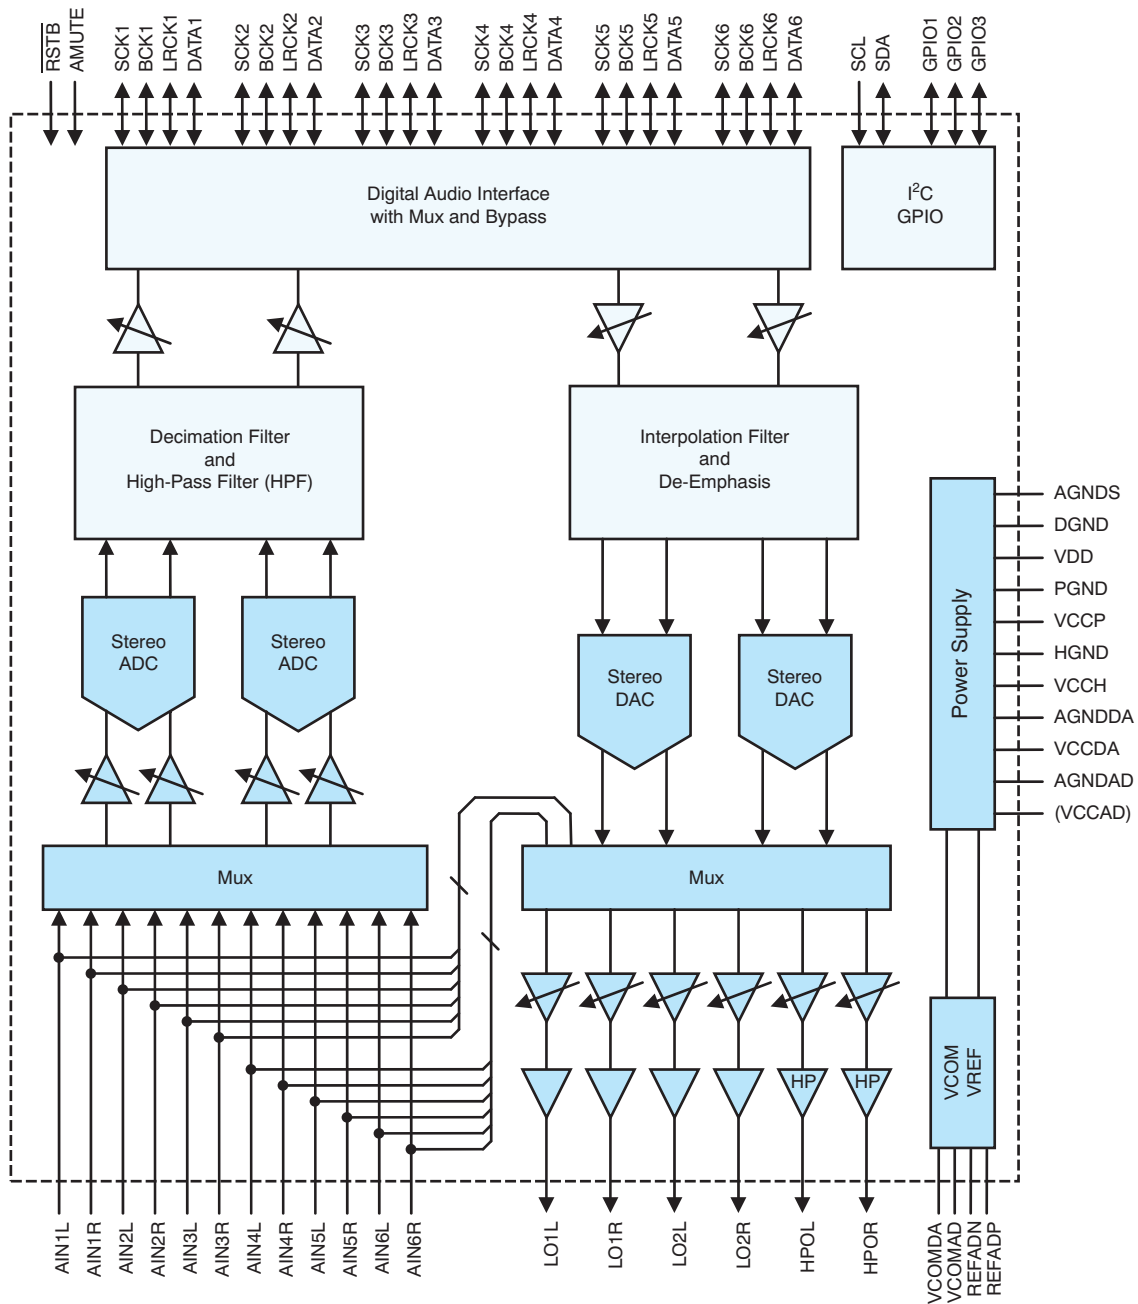 RSTB
AMUTE
SCK1
BCK1
LRCK1
DATA1
SCK2
BCK2
LRCK2
DATA2
SCK3
BCK3
LRCK3
DATA3
SCK4
BCK4
LRCK4
DATA4
SCK5
BCK5
LRCK5
DATA5
SCK6
BCK6
LRCK6
DATA6
SCL
SDA
GPIO1
GPIO2
GPIO3
Digital Audio Interface
with Mux and Bypass
I²C
GPIO
Decimation Filter
and
High-Pass Filter (HPF)
Interpolation Filter
and
De-Emphasis
Stereo
ADC
Stereo
ADC
Stereo
DAC
Stereo
DAC
Power Supply
AGNDS
DGND
VDD
PGND
VCCP
HGND
VCCH
AGNDDA
VCCDA
AGNDAD
(VCCAD)
Mux
Mux
HP
HP
VCOM
VREF
AIN1L
AIN1R
AIN2L
AIN2R
AIN3L
AIN3R
AIN4L
AIN4R
AIN5L
AIN5R
AIN6L
AIN6R
LO1L
LO1R
LO2L
LO2R
HPOL
HPOR
VCOMDA
VCOMAD
REFADN
REFADP